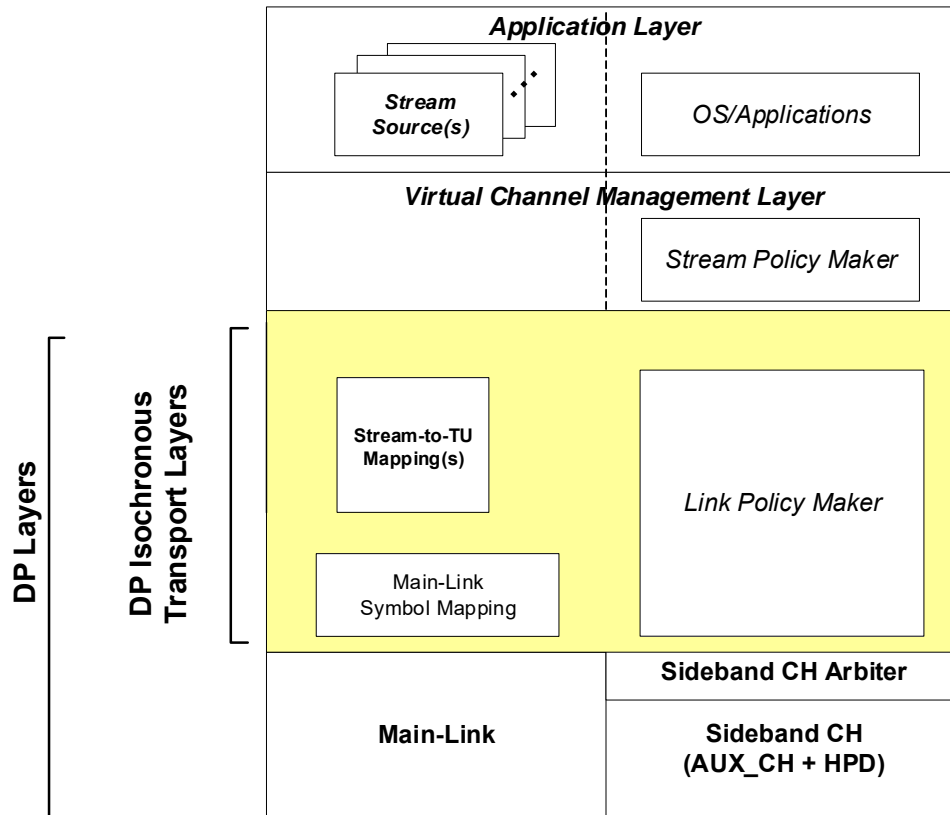 Application Layer
Stream
Source(s)
OS/Applications
Virtual Channel Management Layer
Stream Policy Maker
DP Layers
DP Isochronous
Transport Layers
Stream-to-TU
Mapping(s)
Link Policy Maker
Main-Link
Symbol Mapping
Sideband CH Arbiter
Main-Link
Sideband CH
(AUX_CH + HPD)